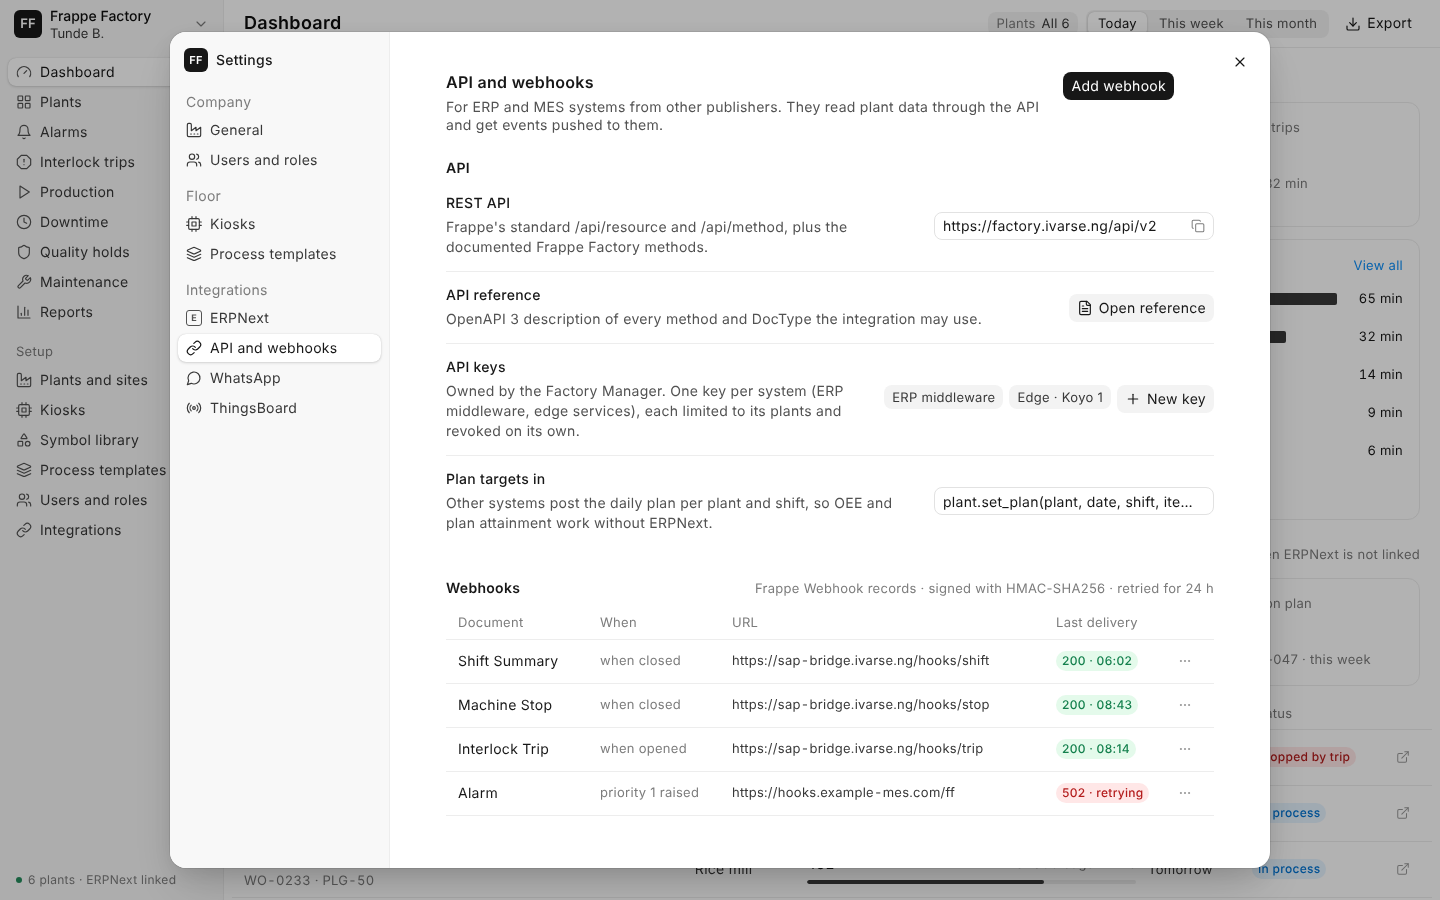 FF
Frappe Factory
Tunde B.
Dashboard
Plants
Alarms
Interlock trips
Production
Downtime
Quality holds
Maintenance
Reports
Setup
Plants and sites
Kiosks
Symbol library
Process templates
Users and roles
Integrations
6 plants · ERPNext linked
Dashboard
Plants All 6
Today
This week
This month
Export
FF Settings
Company
General
Users and roles
Floor
Kiosks
Process templates
Integrations
E ERPNext
API and webhooks
WhatsApp
ThingsBoard
API and webhooks
For ERP and MES systems from other publishers. They read plant data through the API
and get events pushed to them.
Add webhook
API
REST API
Frappe's standard /api/resource and /api/method, plus the
documented Frappe Factory methods.
https://factory.ivarse.ng/api/v2
API reference
OpenAPI 3 description of every method and DocType the integration may use.
Open reference
API keys
Owned by the Factory Manager. One key per system (ERP
middleware, edge services), each limited to its plants and
revoked on its own.
ERP middleware
Edge · Koyo 1
New key
Plan targets in
Other systems post the daily plan per plant and shift, so OEE and
plan attainment work without ERPNext.
plant.set_plan(plant, date, shift, ite...
Webhooks
Frappe Webhook records · signed with HMAC-SHA256 · retried for 24 h
Document When URL Last delivery
Shift Summary when closed https://sap-bridge.ivarse.ng/hooks/shift 200 · 06:02 ...
Machine Stop when closed https://sap-bridge.ivarse.ng/hooks/stop 200 · 08:43 ...
Interlock Trip when opened https://sap-bridge.ivarse.ng/hooks/trip 200 · 08:14 ...
Alarm priority 1 raised https://hooks.example-mes.com/ff 502 · retrying ...
trips
32 min
View all
65 min
32 min
14 min
9 min
6 min
ERPNext is not linked
on plan
-047 · this week
by trip
process
WO-0233 · PLG-50
Rice mill
Tomorrow
In process